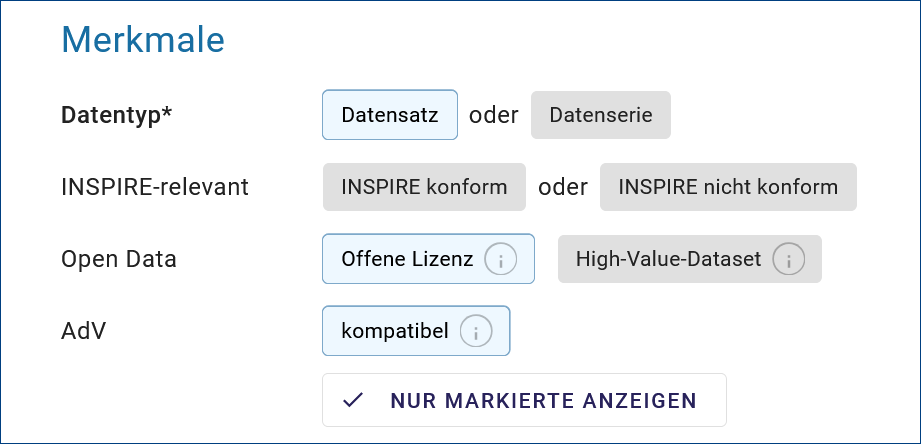 Merkmale
Datentyp* Datensatz oder Datenserie
INSPIRE-relevant INSPIRE konform oder INSPIRE nicht konform
Open Data Offene Lizenz i High-Value-Dataset i
AdV kompatibel i
NUR MARKIERTE ANZEIGEN